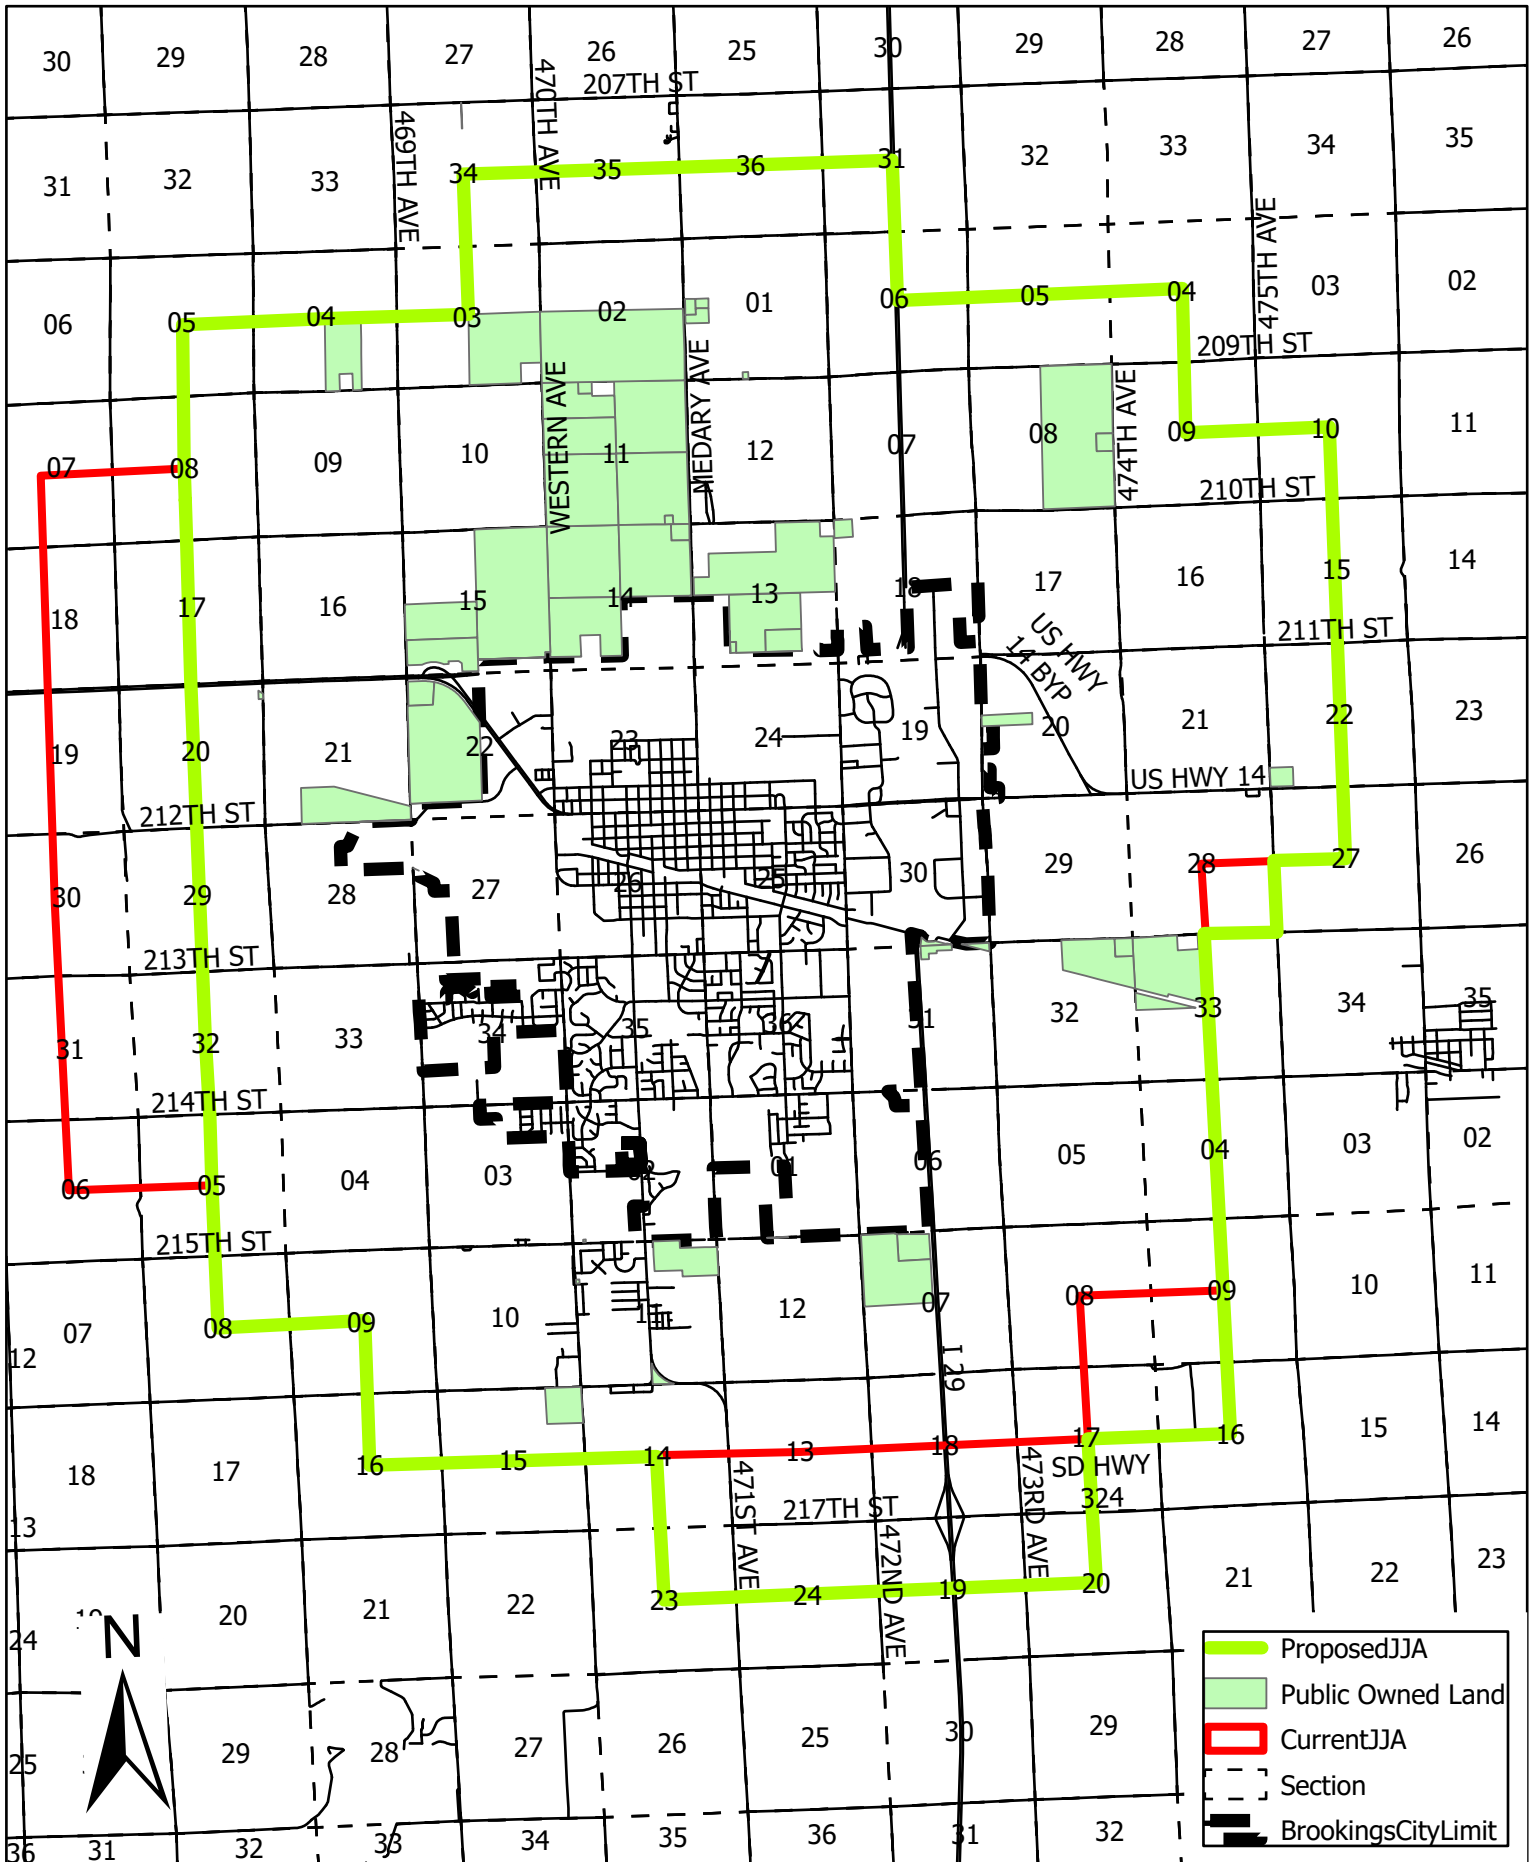 30 29 28 27 26 25 30 29 28 27 26
207TH ST
469TH AVE
470TH AVE
31 32 33 34 35 36 31 32 33 34 35
475TH AVE
06 05 04 03 02 01 06 05 04 03 02
209TH ST
WESTERN AVE
MEDARY AVE
474TH AVE
07 08 09 10 11 12 07 08 09 10 11
210TH ST
18 17 16 15 14 13 18 17 16 15 14
211TH ST
US HWY
14 BYP
19 20 21 22 23 24 19 20 21 22 23
US HWY 14
212TH ST
30 29 28 27 26 25 30 29 28 27 26
213TH ST
31 32 33 34 35 36 31 32 33 34 35
214TH ST
06 05 04 03 02 01 06 05 04 03 02
215TH ST
12 07 08 09 10 11 12 07 08 09 10 11
I 29
13 18 17 16 15 14 13 18 17 16 15 14
471ST AVE
217TH ST
472ND AVE
473RD AVE
SD HWY
324
24 19 20 21 22 23 24 19 20 21 22 23
N
25 29 28 27 26 25 30 29
36 31 32 33 34 35 36 31 32
ProposedJJA
Public Owned Land
CurrentJJA
Section
BrookingsCityLimit